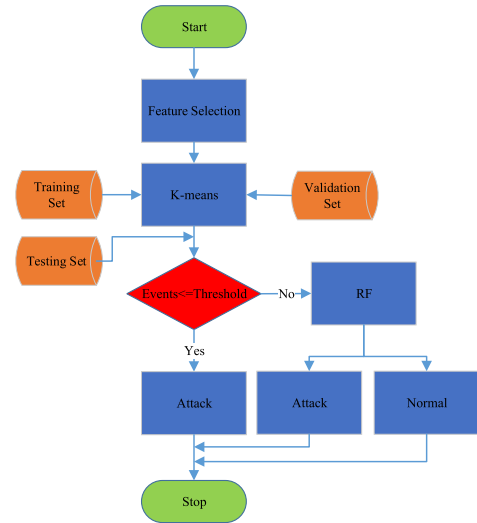 Start
Feature Selection
Training
Set
K-means
Validation
Set
Testing Set
Events<=Threshold
No
RF
Yes
Attack
Attack
Normal
Stop